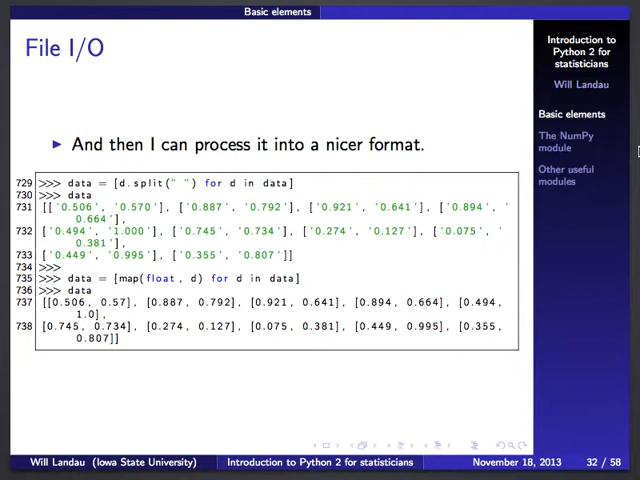 Basic elements
File I/O
Introduction to
Python 2 for
statisticians
Will Landau
Basic elements
The NumPy
module
Other useful
modules
And then I can process it into a nicer format.
729 >>> data = [d.split(" ") for d in data]
730 >>> data
731 [['0.506', '0.570'], ['0.887', '0.792'], ['0.921', '0.641'], ['0.894', '
0.664'],
732 ['0.494', '1.000'], ['0.745', '0.734'], ['0.274', '0.127'], ['0.075', '
0.381'],
733 ['0.449', '0.995'], ['0.355', '0.807']]
734 >>>
735 >>> data = [map(float, d) for d in data]
736 >>> data
737 [[0.506, 0.57], [0.887, 0.792], [0.921, 0.641], [0.894, 0.664], [0.494,
1.0],
738 [0.745, 0.734], [0.274, 0.127], [0.075, 0.381], [0.449, 0.995], [0.355,
0.807]]
Will Landau (Iowa State University) Introduction to Python 2 for statisticians November 18, 2013 32 / 58